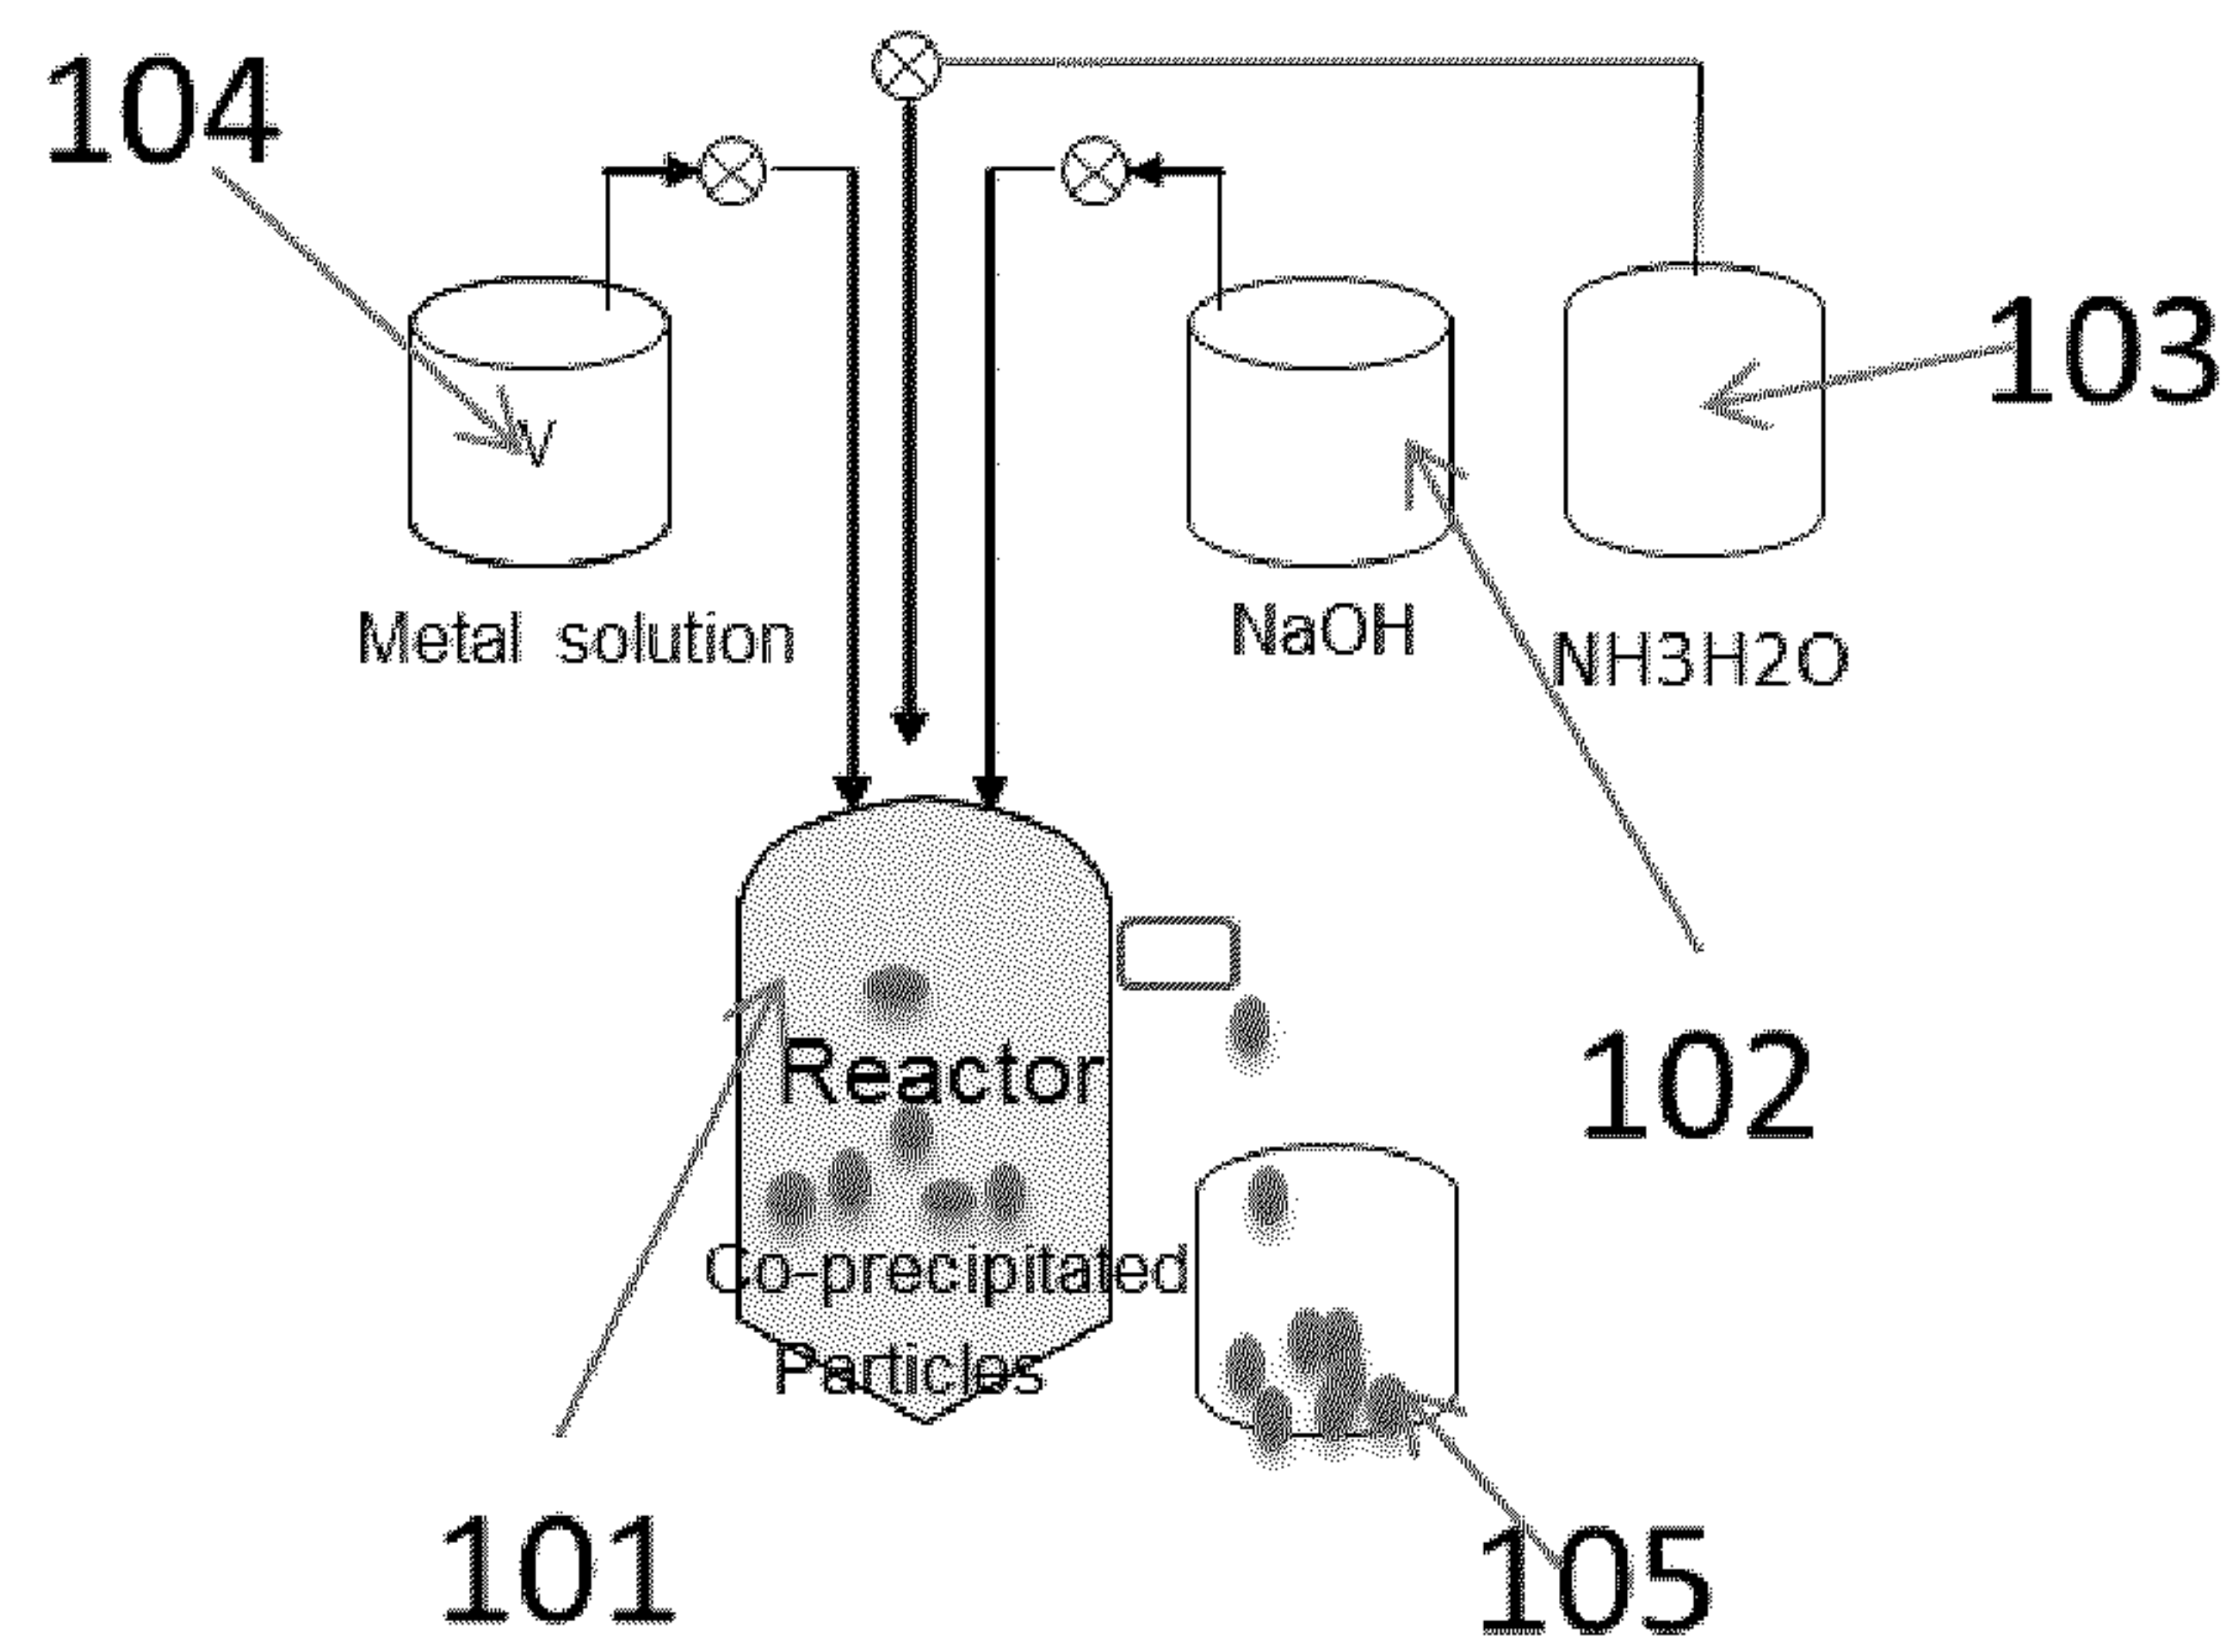 104
V
103
Metal solution
NaOH
NH3H2O
102
Reactor
Co-precipitated
Particles
101
105